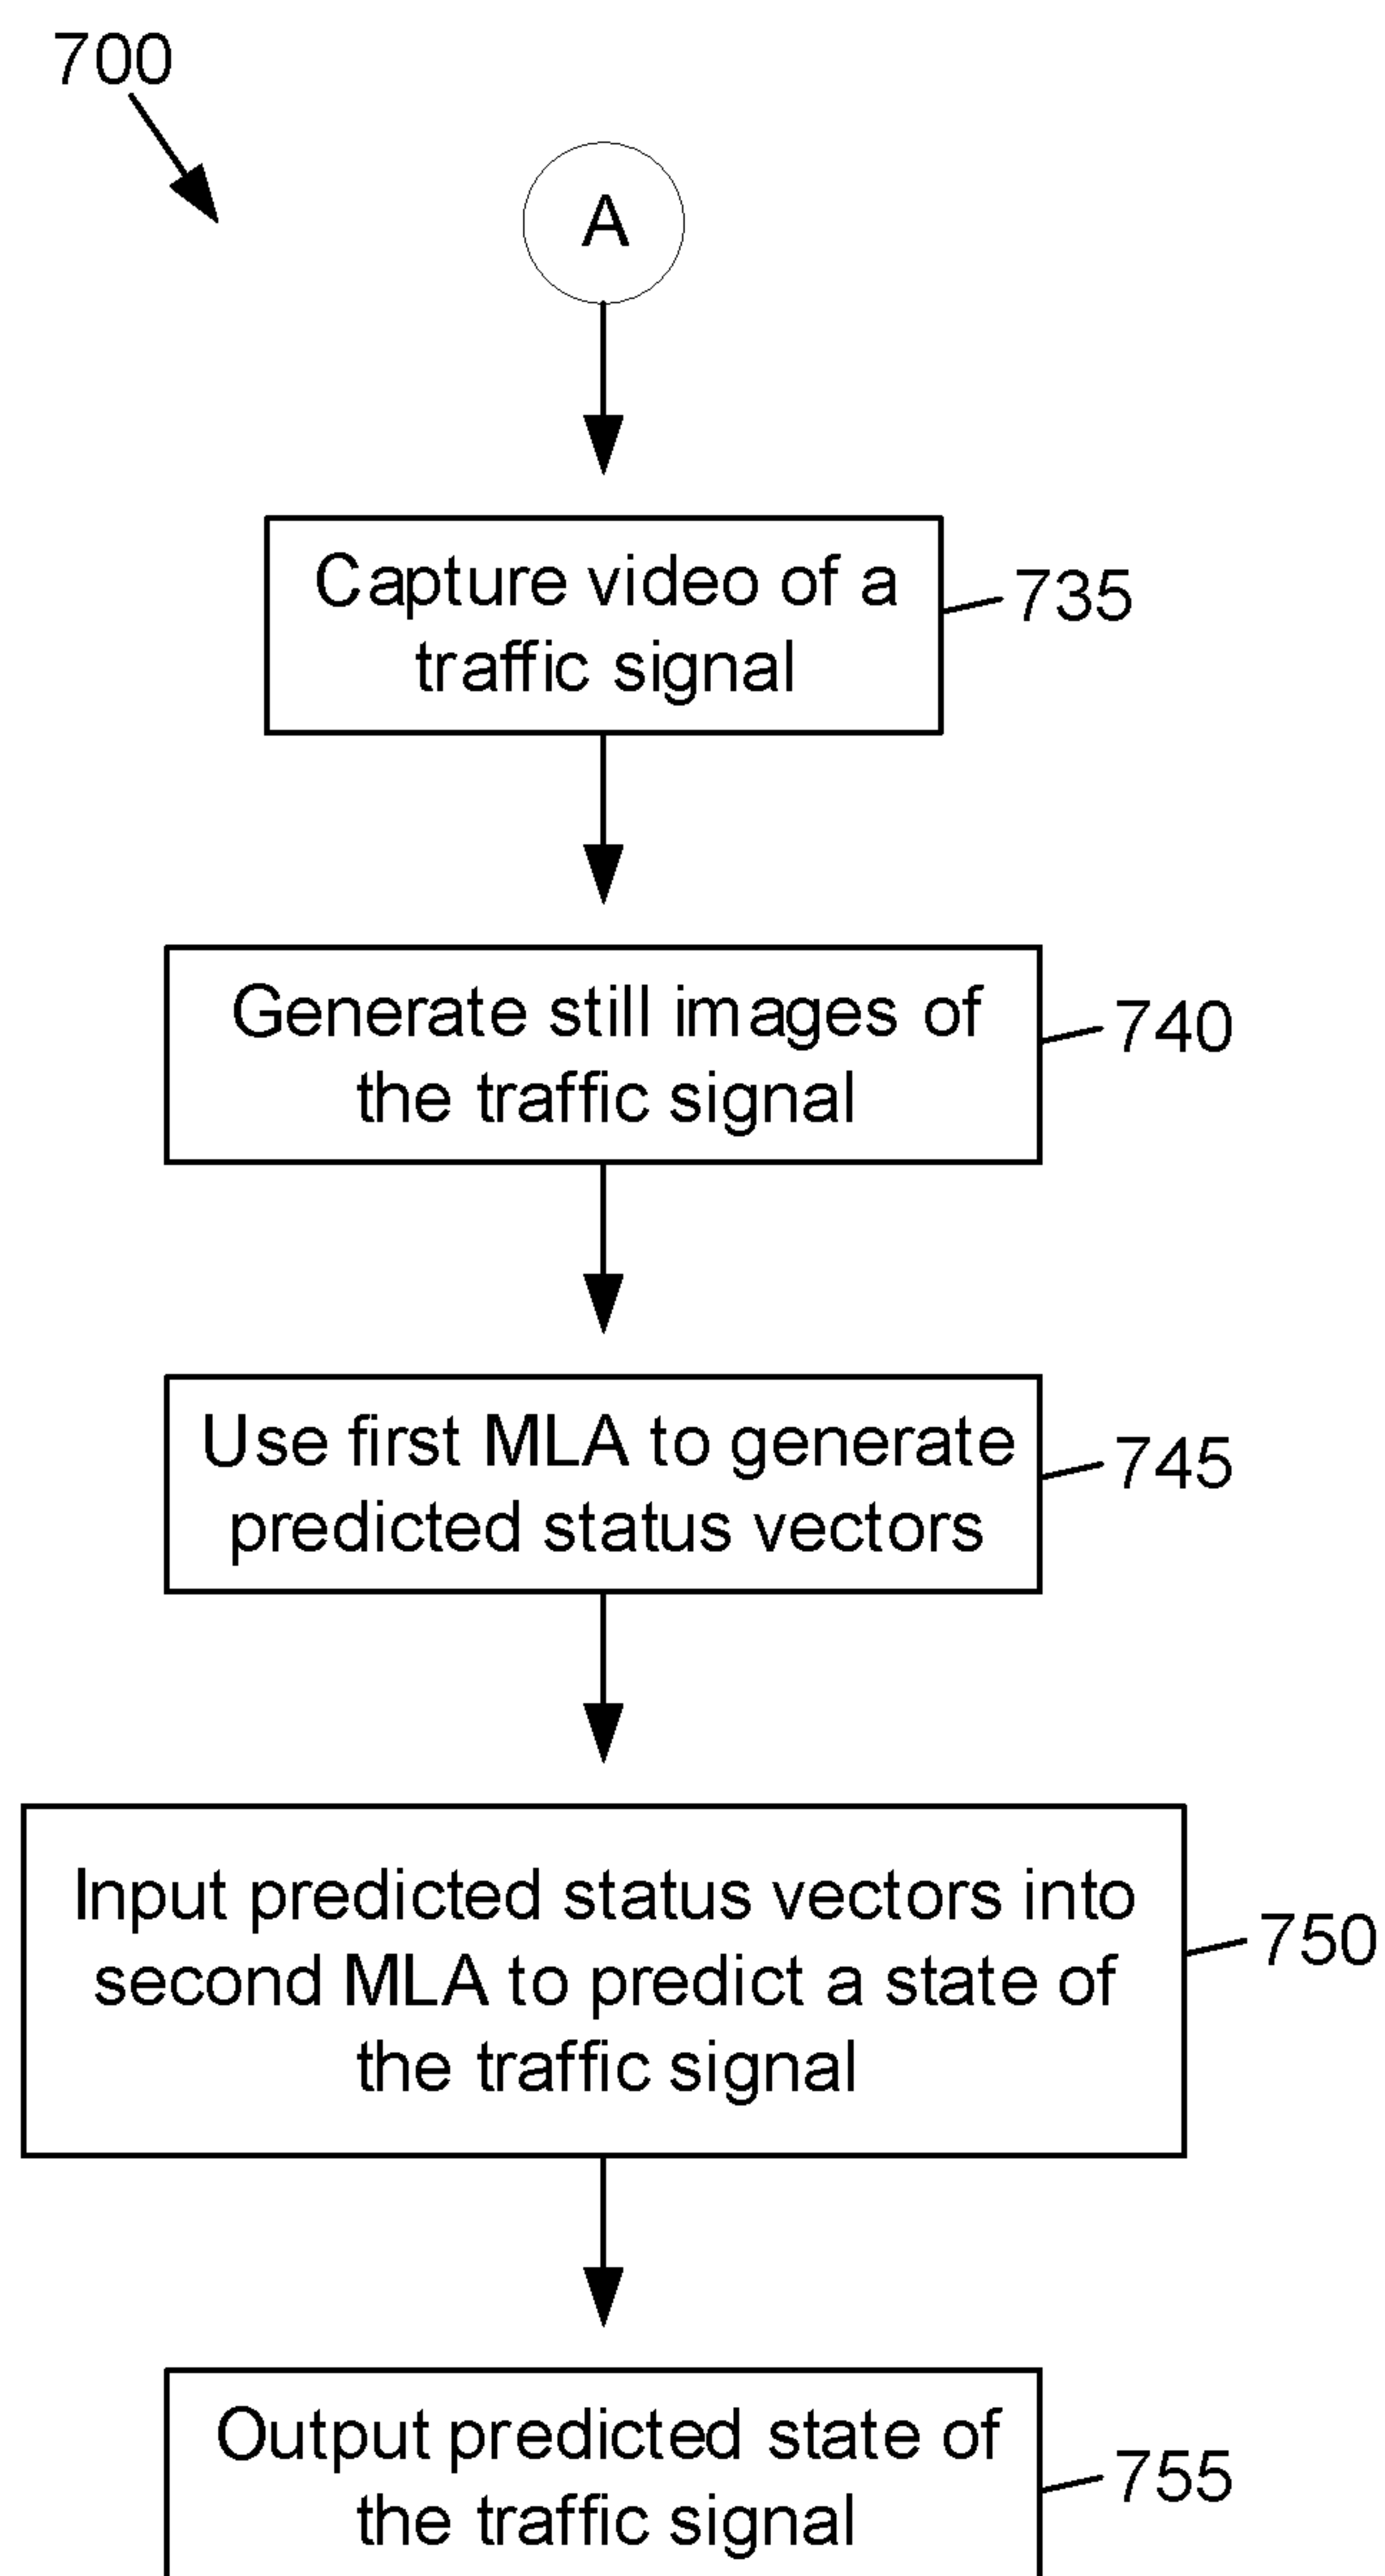 700
A
Capture video of a
traffic signal
735
Generate still images of
the traffic signal
740
Use first MLA to generate
predicted status vectors
745
Input predicted status vectors into
second MLA to predict a state of
the traffic signal
750
Output predicted state of
the traffic signal
755